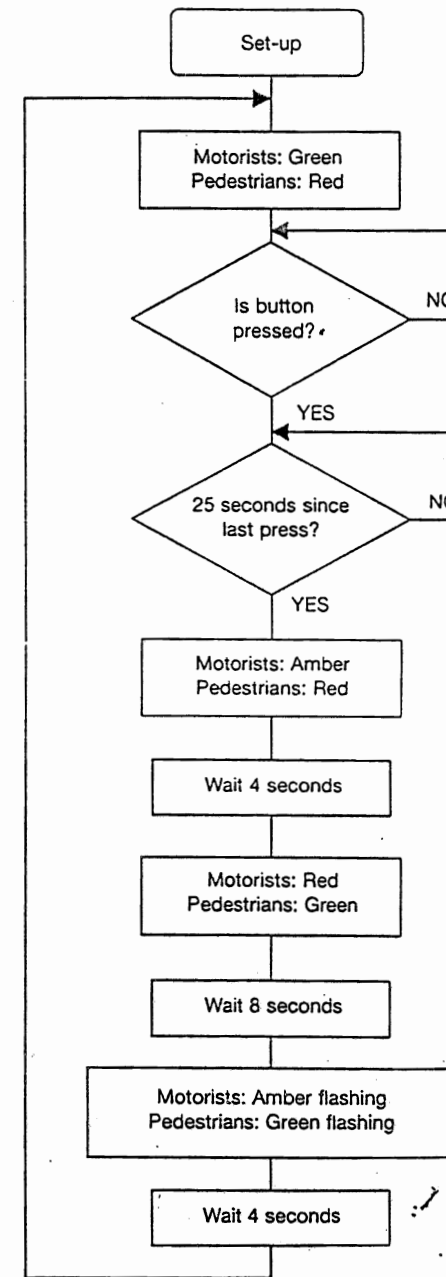 Set-up
Motorists: Green
Pedestrians: Red
Is button
pressed?
YES
25 seconds since
last press?
YES
Motorists: Amber
Pedestrians: Red
Wait 4 seconds
Motorists: Red
Pedestrians: Green
Wait 8 seconds
Motorists: Amber flashing
Pedestrians: Green flashing
Wait 4 seconds